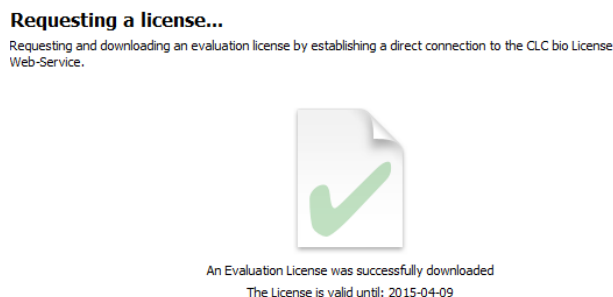 Requesting a license...
Requesting and downloading an evaluation license by establishing a direct connection to the CLC bio License
Web-Service.
An Evaluation License was successfully downloaded
The License is valid until: 2015-04-09